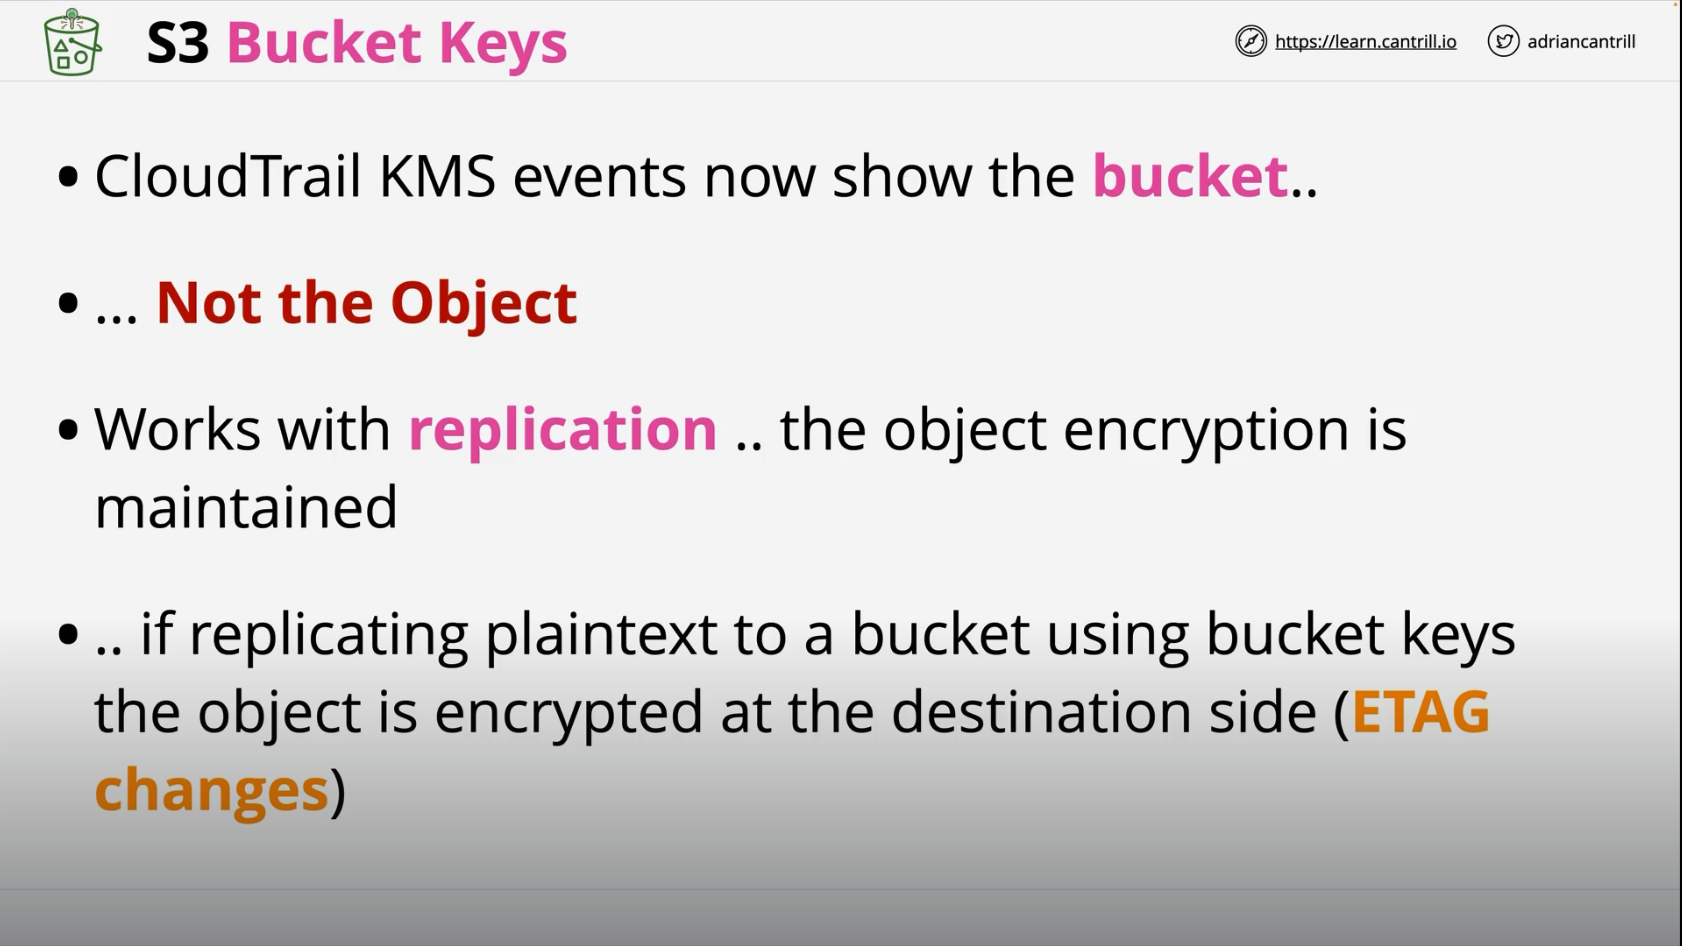 S3 Bucket Keys
https://learn.cantrill.io
adriancantrill
• CloudTrail KMS events now show the bucket..
• ... Not the Object
• Works with replication .. the object encryption is
maintained
• .. if replicating plaintext to a bucket using bucket keys
the object is encrypted at the destination side (ETAG
changes)